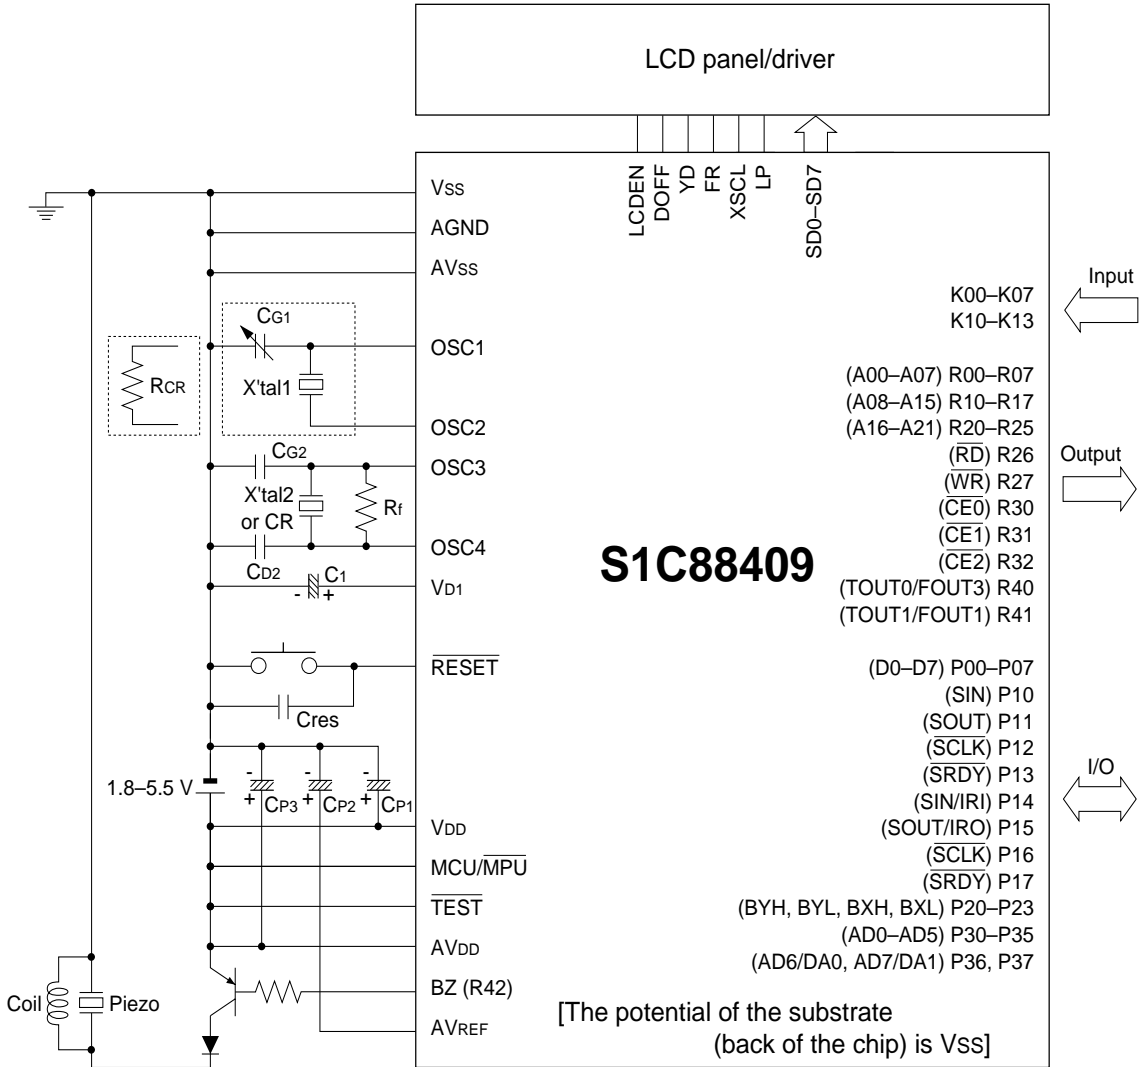 LCD panel/driver
LCDEN
DOFF
YD
FR
XSCL
LP
SD0–SD7
VSS
AGND
AVSS
OSC1
OSC2
OSC3
OSC4
VD1
RESET
VDD
MCU/MPU
TEST
AVDD
BZ (R42)
AVREF
CG1
X'tal1
RCR
CG2
X'tal2
or CR
Rf
CD2
C1
- +
Cres
1.8–5.5 V
- - -
+ CP3 + CP2 + CP1
Coil
Piezo
S1C88409
Input
K00–K07
K10–K13
(A00–A07) R00–R07
(A08–A15) R10–R17
(A16–A21) R20–R25
Output
(RD) R26
(WR) R27
(CE0) R30
(CE1) R31
(CE2) R32
(TOUT0/FOUT3) R40
(TOUT1/FOUT1) R41
(D0–D7) P00–P07
(SIN) P10
(SOUT) P11
(SCLK) P12
(SRDY) P13
I/O
(SIN/IRI) P14
(SOUT/IRO) P15
(SCLK) P16
(SRDY) P17
(BYH, BYL, BXH, BXL) P20–P23
(AD0–AD5) P30–P35
(AD6/DA0, AD7/DA1) P36, P37
[The potential of the substrate
(back of the chip) is VSS]